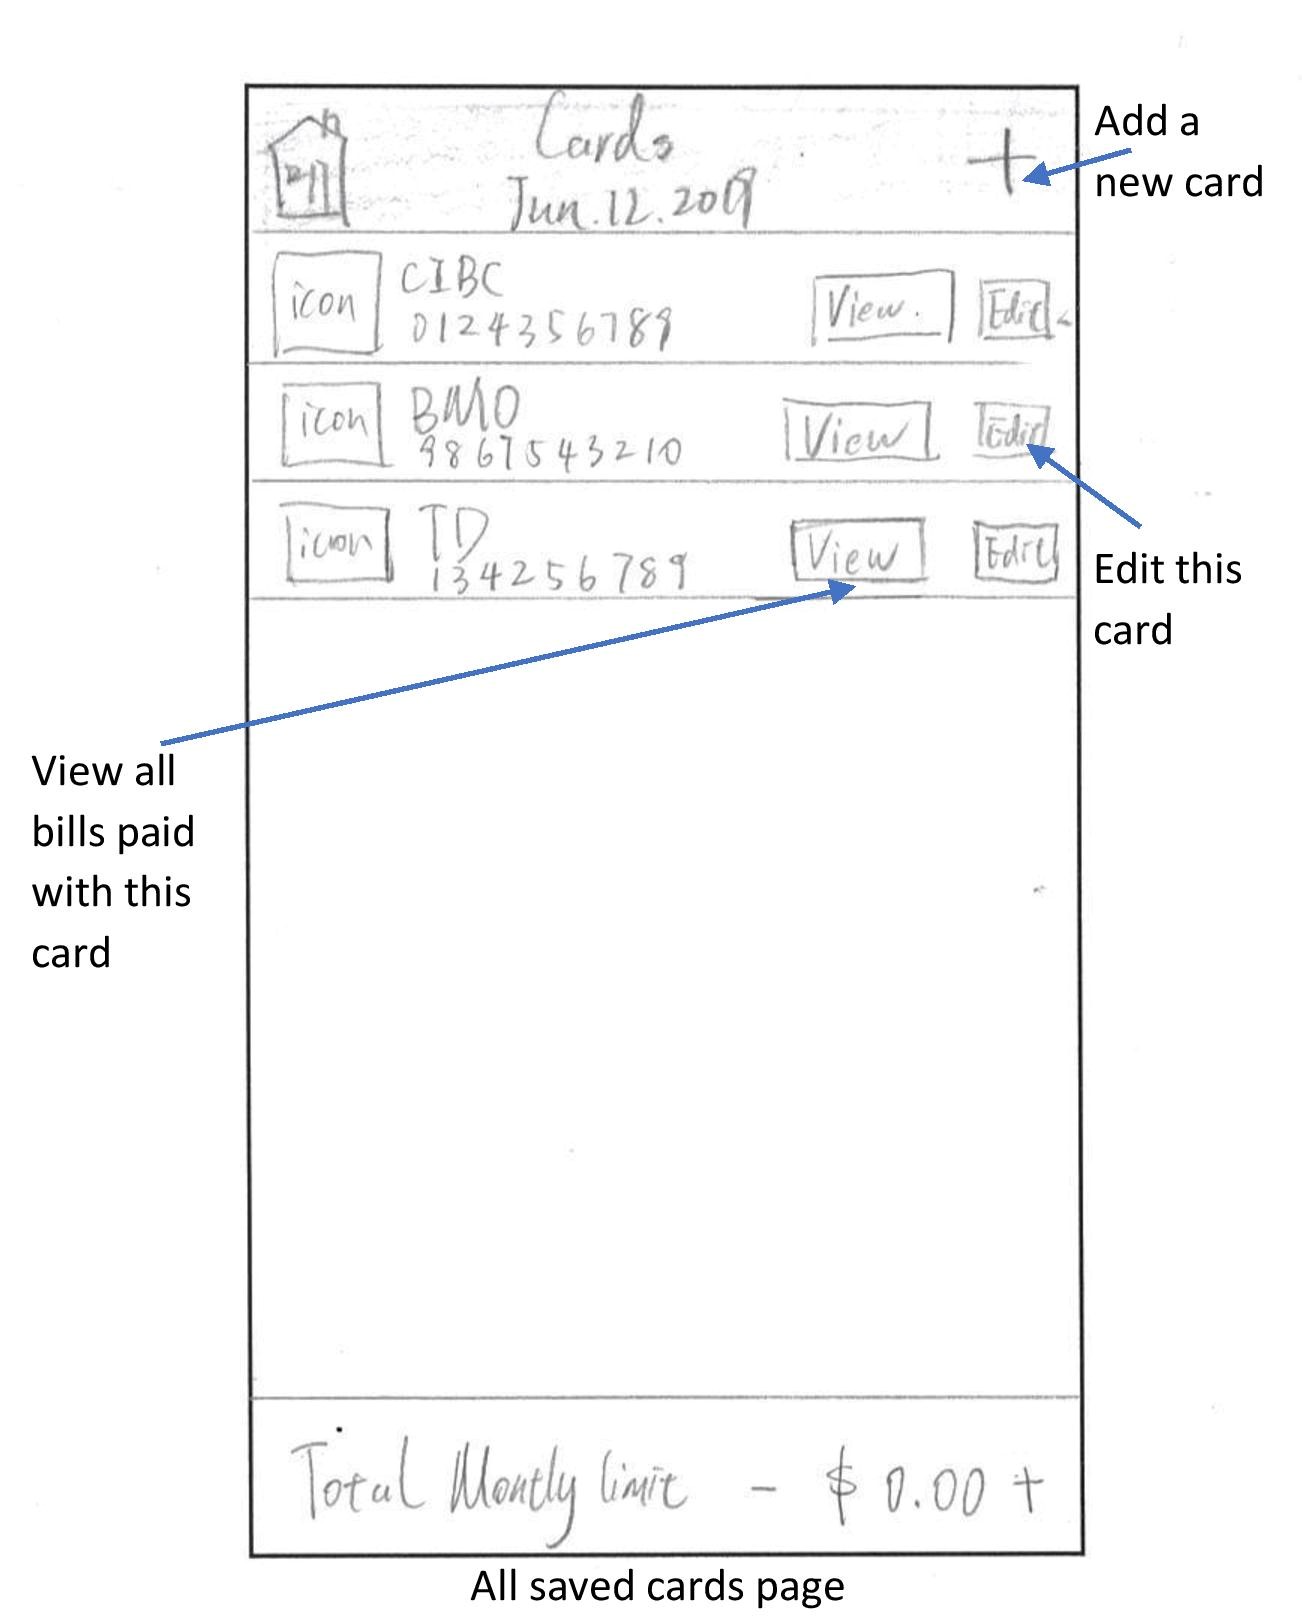 Cards
Jun.12.2019
+
Add a
new card
icon
CIBC
0124356789
View.
Edit
icon
BMO
9867543210
View
Edit
icon
TD
134256789
View
Edit
Edit this
card
View all
bills paid
with this
card
Total Montly limit - $ 0.00 +
All saved cards page